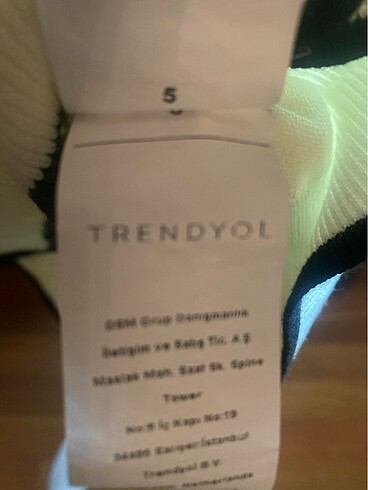 5
TRENDYOL
DSM Grup Danışmanlık
İletişim ve Satış Tic. A.Ş.
Maslak Mah. Saat Sk. Spine
Tower
No:5 İç Kapı No:19
Sarıyer/İstanbul
Trendyol B.V.
Netherlands